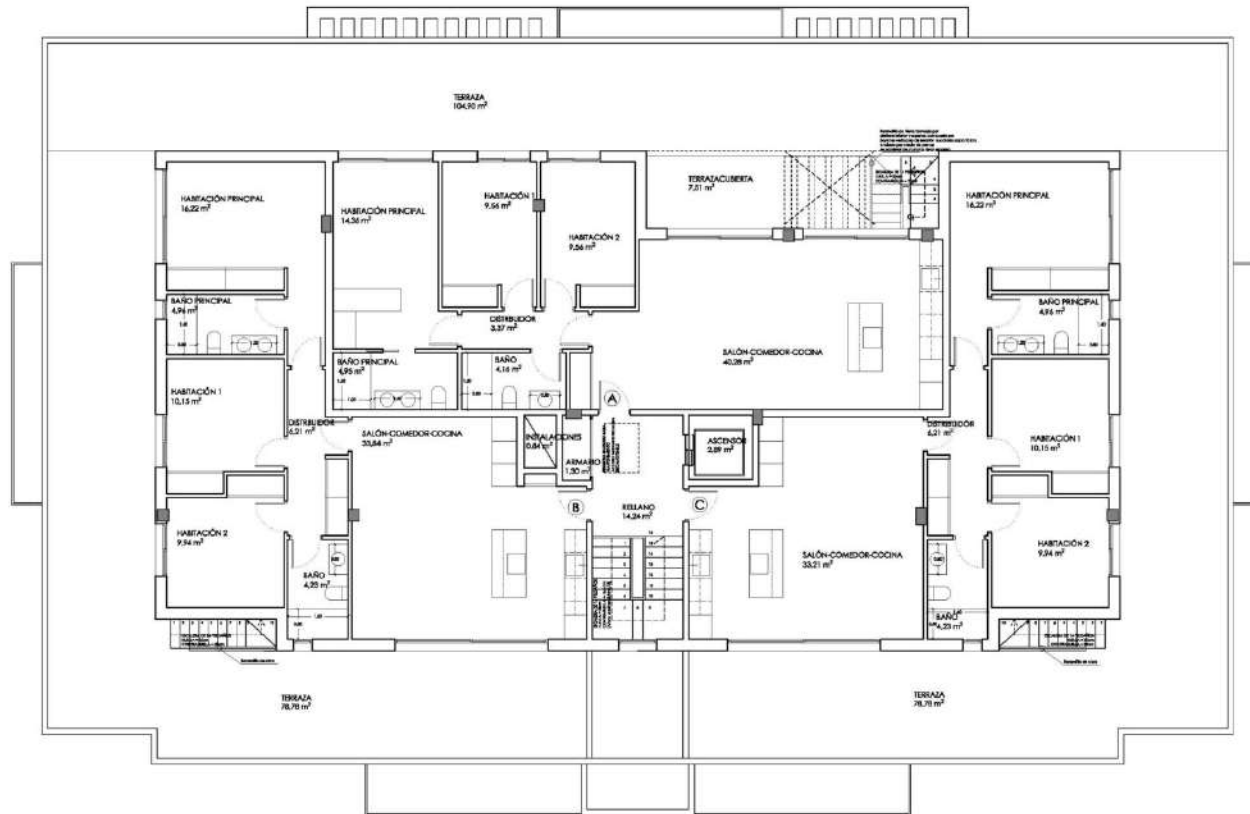 TERRAZA
104,90 m²
HABITACIÓN PRINCIPAL
16,22 m²
HABITACIÓN PRINCIPAL
14,36 m²
HABITACIÓN 1
9,56 m²
HABITACIÓN 2
9,56 m²
TERRAZA CUBIERTA
7,51 m²
HABITACIÓN PRINCIPAL
16,22 m²
BAÑO PRINCIPAL
4,96 m²
DISTRIBUIDOR
3,37 m²
BAÑO PRINCIPAL
4,95 m²
BAÑO
4,16 m²
SALÓN-COMEDOR-COCINA
40,28 m²
BAÑO PRINCIPAL
4,96 m²
HABITACIÓN 1
10,15 m²
DISTRIBUIDOR
6,21 m²
SALÓN-COMEDOR-COCINA
33,84 m²
A
INSTALACIONES
0,84 m²
ARMARIO
1,30 m²
ASCENSOR
2,89 m²
DISTRIBUIDOR
6,21 m²
HABITACIÓN 1
10,15 m²
B
RELLANO
14,24 m²
C
HABITACIÓN 2
9,94 m²
BAÑO
4,23 m²
SALÓN-COMEDOR-COCINA
33,21 m²
BAÑO
4,23 m²
HABITACIÓN 2
9,94 m²
TERRAZA
78,78 m²
TERRAZA
78,78 m²